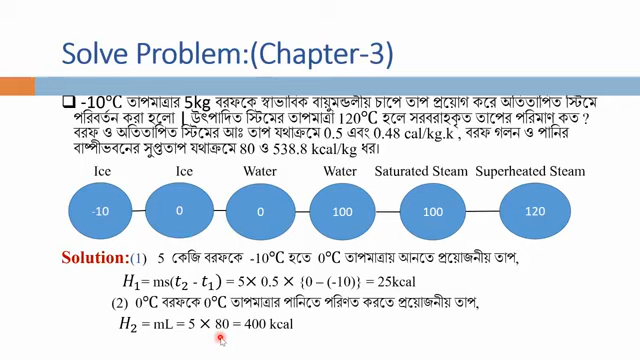 Solve Problem:(Chapter-3)
❑ -10℃ তাপমাত্রার 5kg বরফকে স্বাভাবিক বায়ুমন্ডলীয় চাপে তাপ প্রয়োগ করে অতিতাপিত স্টিমে
পরিবর্তন করা হলো | উৎপাদিত স্টিমের তাপমাত্রা 120℃ হলে সরবরাহকৃত তাপের পরিমাণ কত ?
বরফ ও অতিতাপিত স্টিমের আঃ তাপ যথাক্রমে 0.5 এবং 0.48 cal/kg.k , বরফ গলন ও পানির
বাষ্পীভবনের সুপ্ততাপ যথাক্রমে 80 ও 538.8 kcal/kg ধর।
Ice Ice Water Water Saturated Steam Superheated Steam
-10 0 0 100 100 120
Solution:(1) 5 কেজি বরফকে -10℃ হতে 0℃ তাপমাত্রায় আনতে প্রয়োজনীয় তাপ,
H₁= ms(t₂ - t₁) = 5× 0.5 × {0 – (-10)} = 25kcal
(2) 0℃ বরফকে 0℃ তাপমাত্রার পানিতে পরিণত করতে প্রয়োজনীয় তাপ,
H₂ = mL = 5 × 80 = 400 kcal